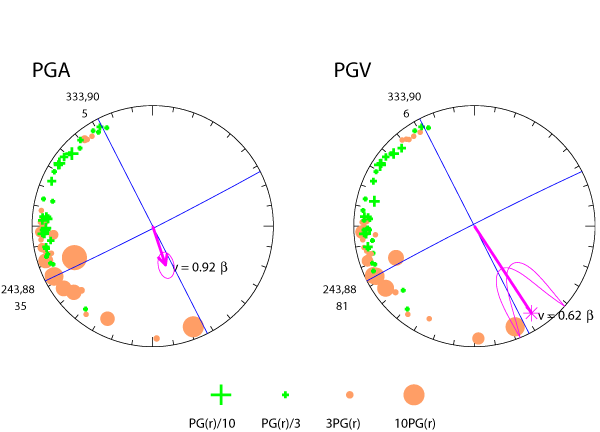 PGA
PGV
333,90
5
333,90
6
v = 0.92 β
243,88
35
243,88
81
v = 0.62 β
PG(r)/10 PG(r)/3 3PG(r) 10PG(r)